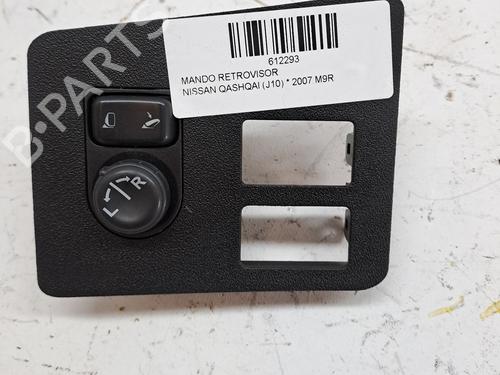 612293
MANDO RETROVISOR
NISSAN QASHQAI (J10) * 2007 M9R
B-PARTS
L R